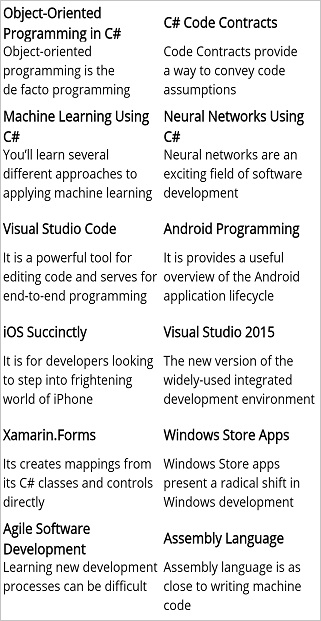 Object-Oriented
Programming in C#
Object-oriented
programming is the
de facto programming
C# Code Contracts
Code Contracts provide
a way to convey code
assumptions
Machine Learning Using
C#
You’ll learn several
different approaches to
applying machine learning
Neural Networks Using
C#
Neural networks are an
exciting field of software
development
Visual Studio Code
It is a powerful tool for
editing code and serves for
end-to-end programming
Android Programming
It is provides a useful
overview of the Android
application lifecycle
iOS Succinctly
It is for developers looking
to step into frightening
world of iPhone
Visual Studio 2015
The new version of the
widely-used integrated
development environment
Xamarin.Forms
Its creates mappings from
its C# classes and controls
directly
Windows Store Apps
Windows Store apps
present a radical shift in
Windows development
Agile Software
Development
Learning new development
processes can be difficult
Assembly Language
Assembly language is as
close to writing machine
code